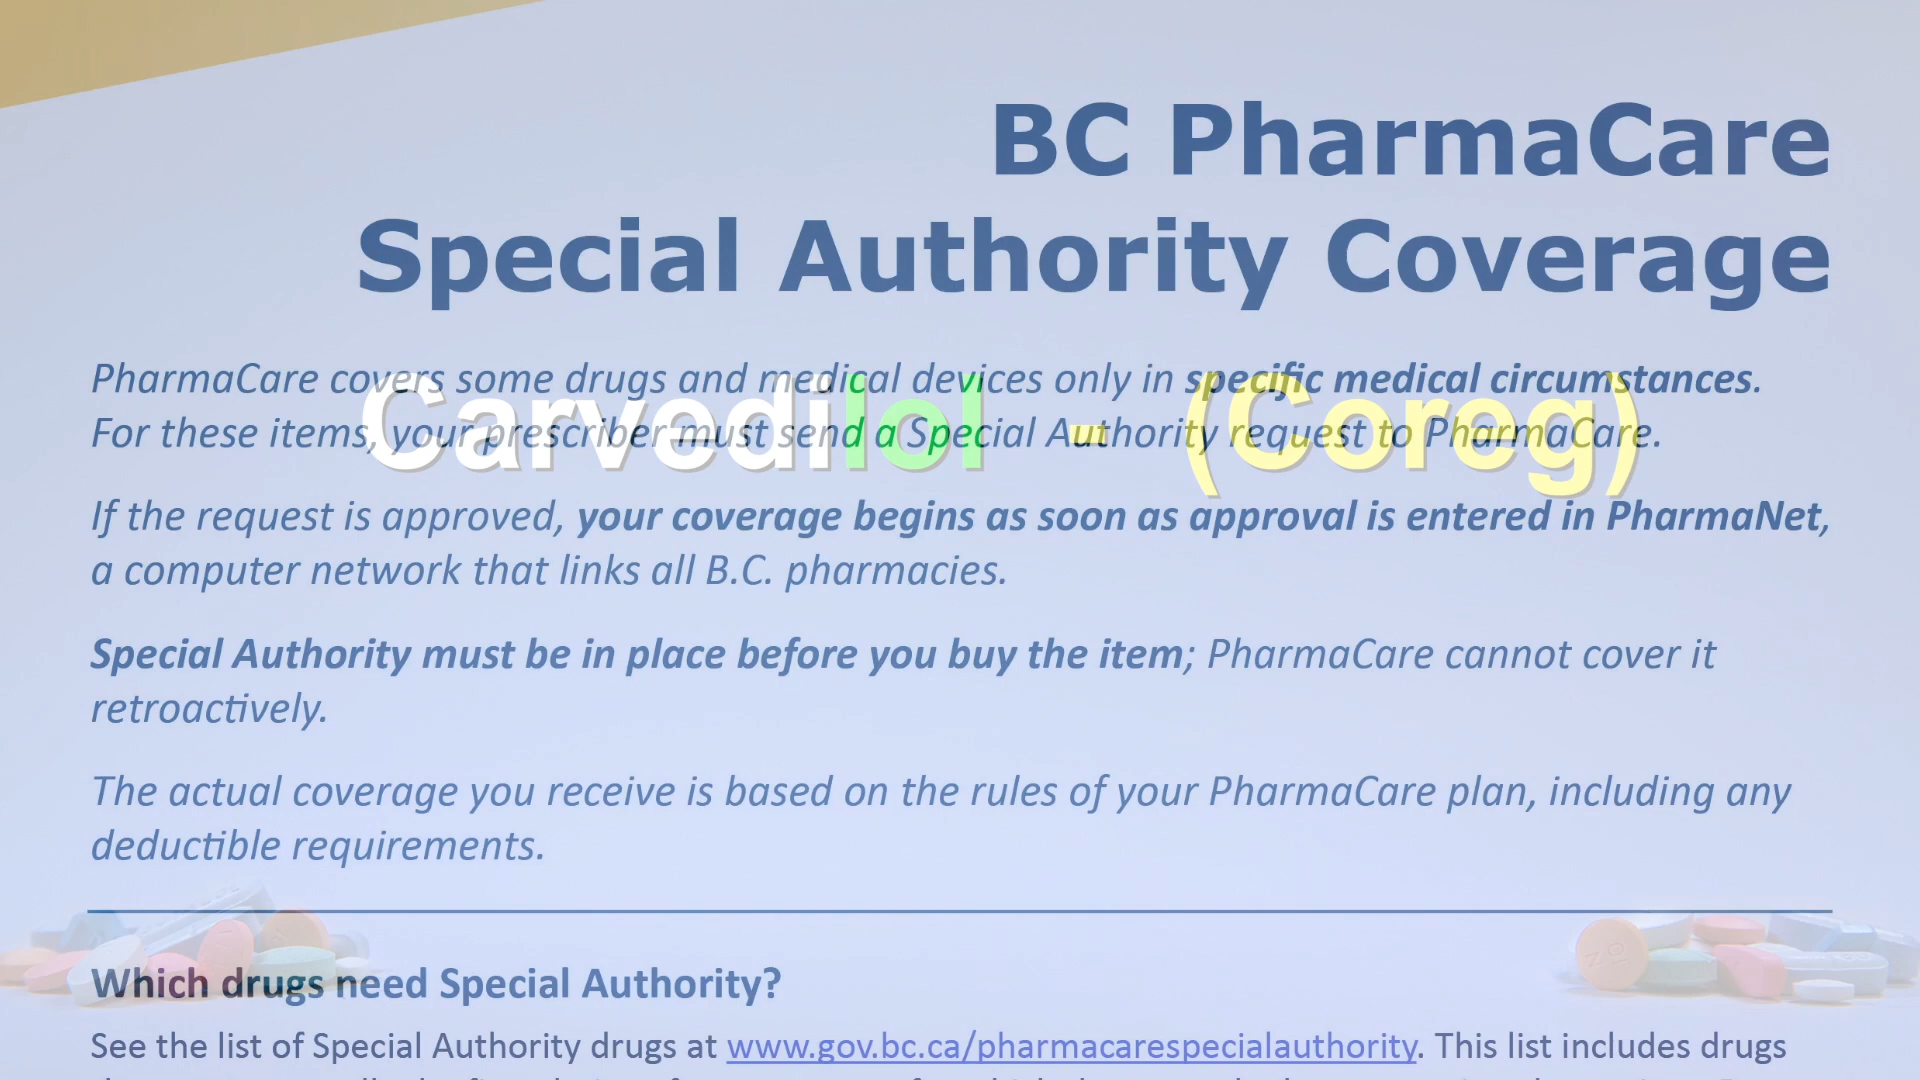 BC PharmaCare
Special Authority Coverage
PharmaCare covers some drugs and medical devices only in specific medical circumstances.
Carvedilol - (Coreg)
For these items, your prescriber must send a Special Authority request to PharmaCare.
If the request is approved, your coverage begins as soon as approval is entered in PharmaNet,
a computer network that links all B.C. pharmacies.
Special Authority must be in place before you buy the item; PharmaCare cannot cover it
retroactively.
The actual coverage you receive is based on the rules of your PharmaCare plan, including any
deductible requirements.
Which drugs need Special Authority?
See the list of Special Authority drugs at www.gov.bc.ca/pharmacarespecialauthority. This list includes drugs